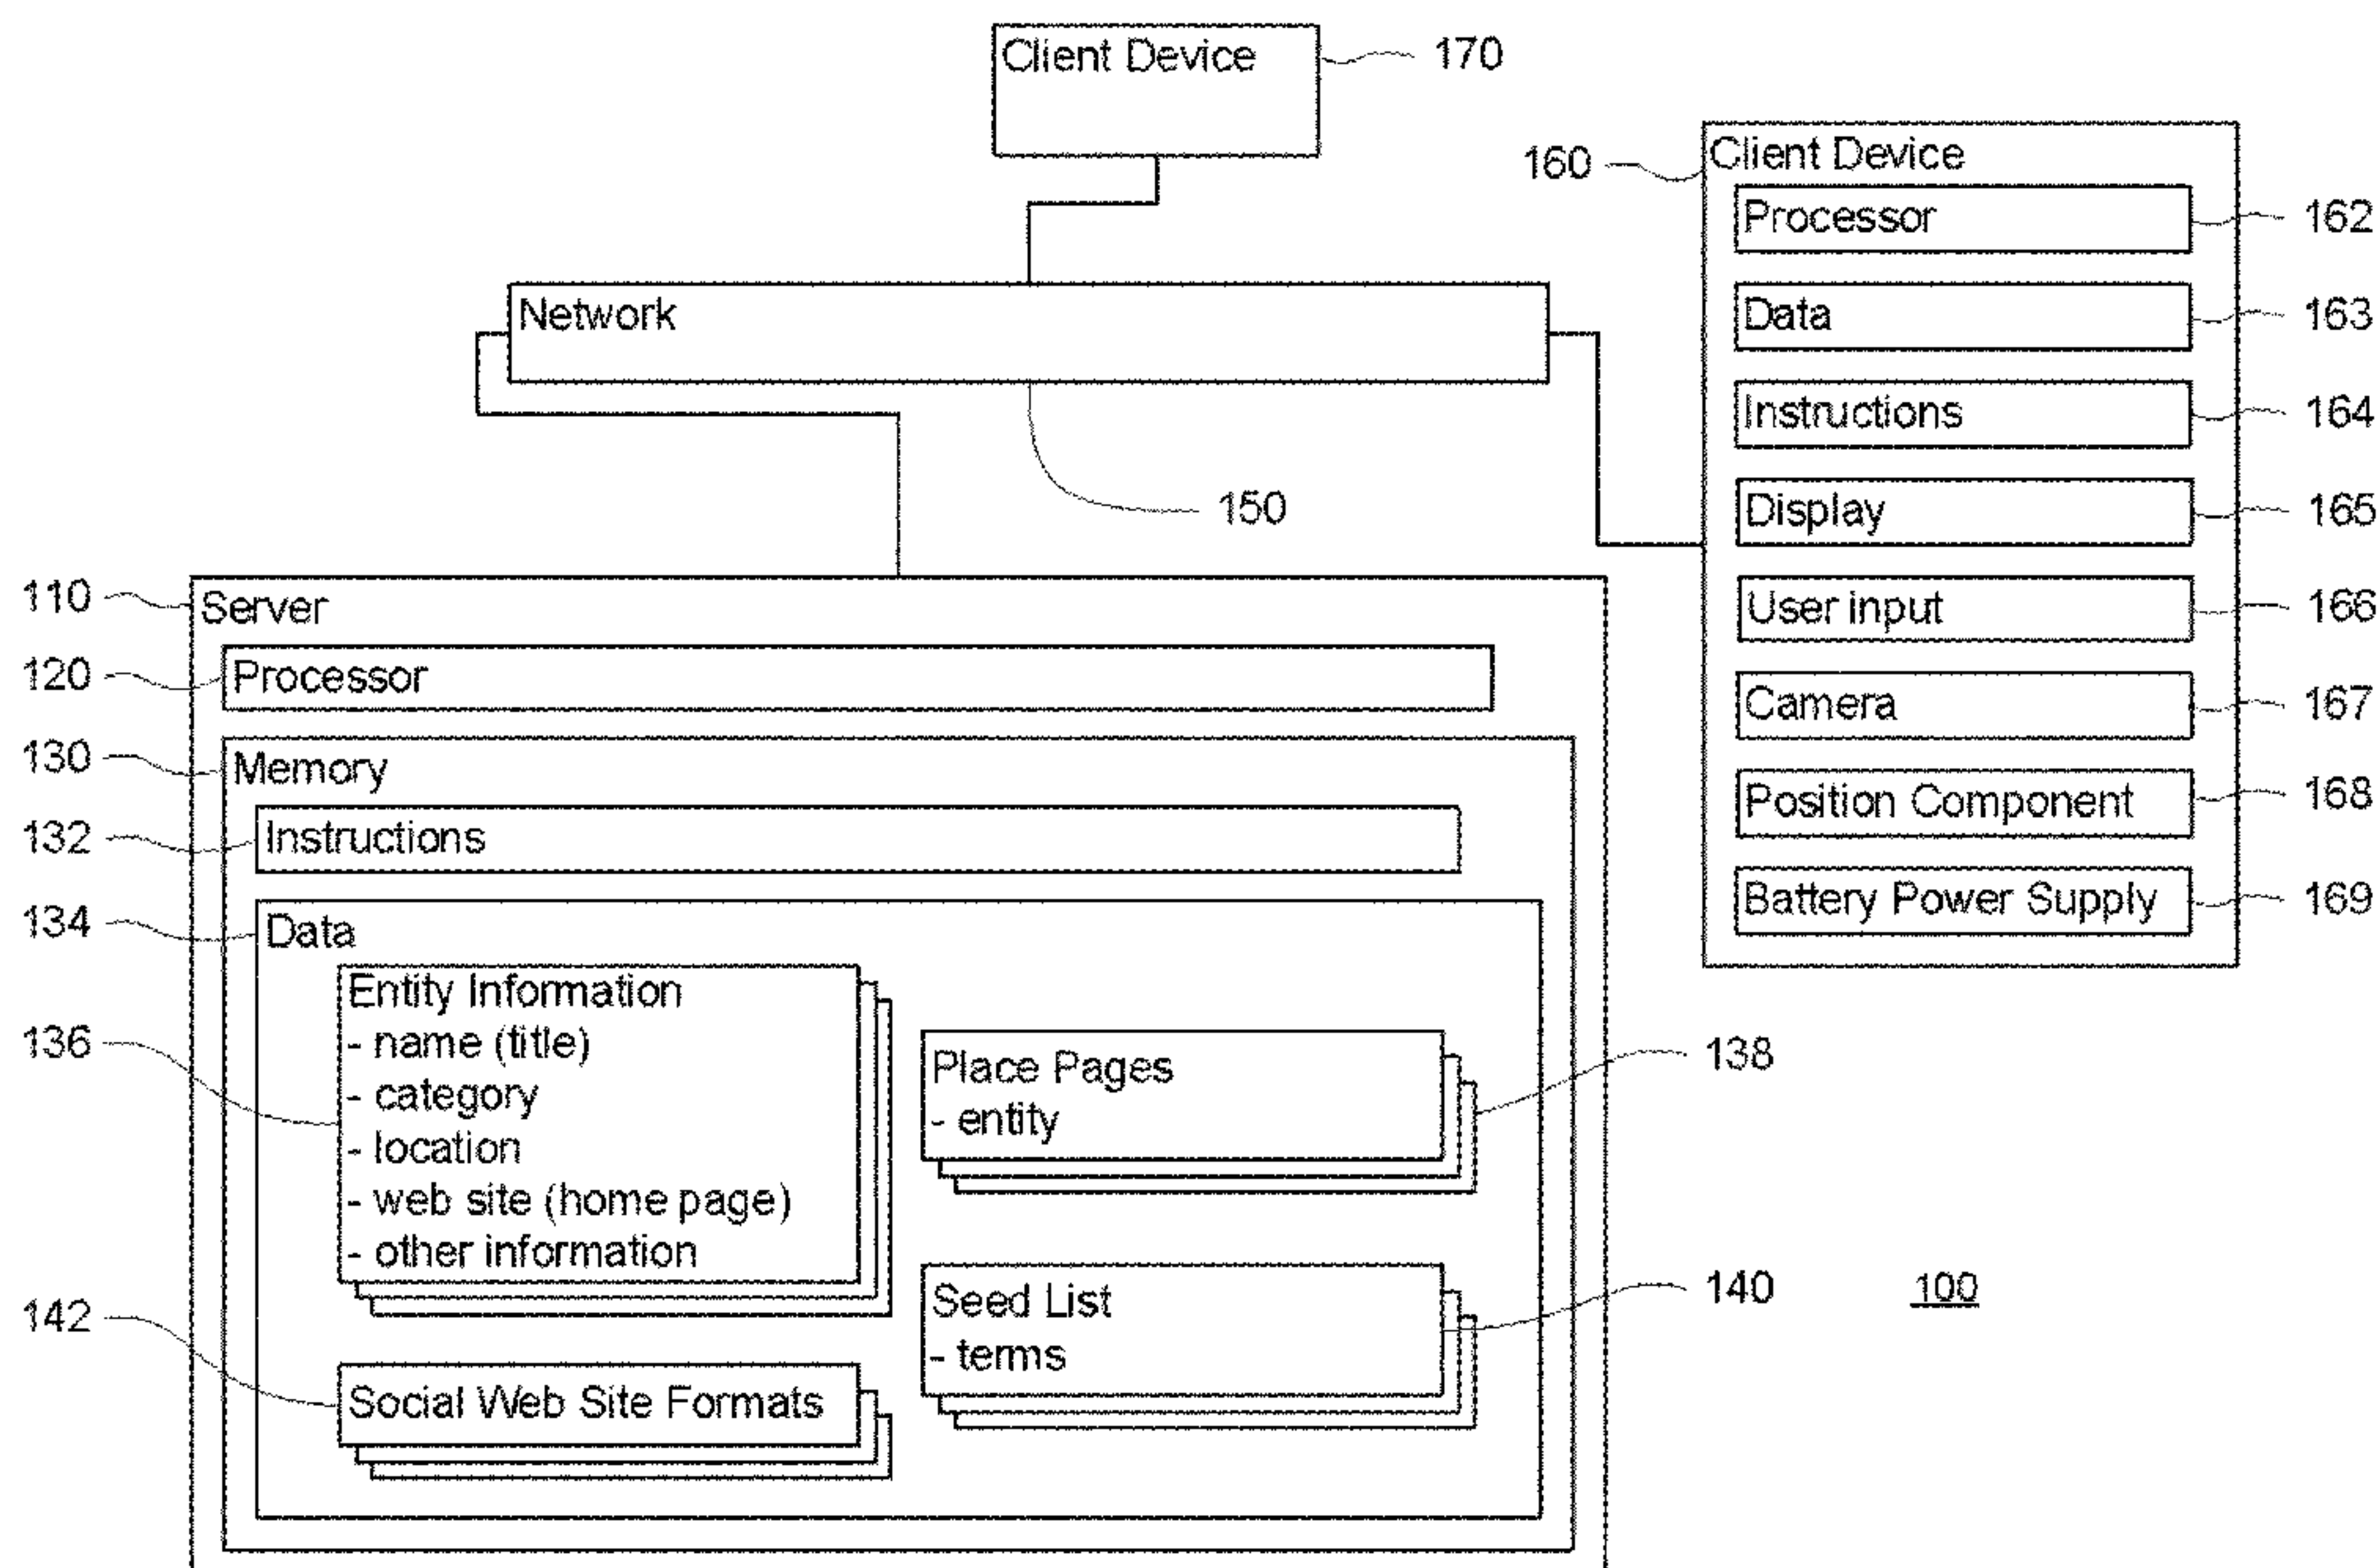 Client Device
170
160
Client Device
Processor
162
Data
163
Instructions
164
Display
165
User input
166
Camera
167
Position Component
168
Battery Power Supply
169
Network
150
110
Server
120
Processor
130
Memory
132
Instructions
134
Data
136
Entity Information
- name (title)
- category
- location
- web site (home page)
- other information
Place Pages
- entity
138
Seed List
- terms
140
142
Social Web Site Formats
100